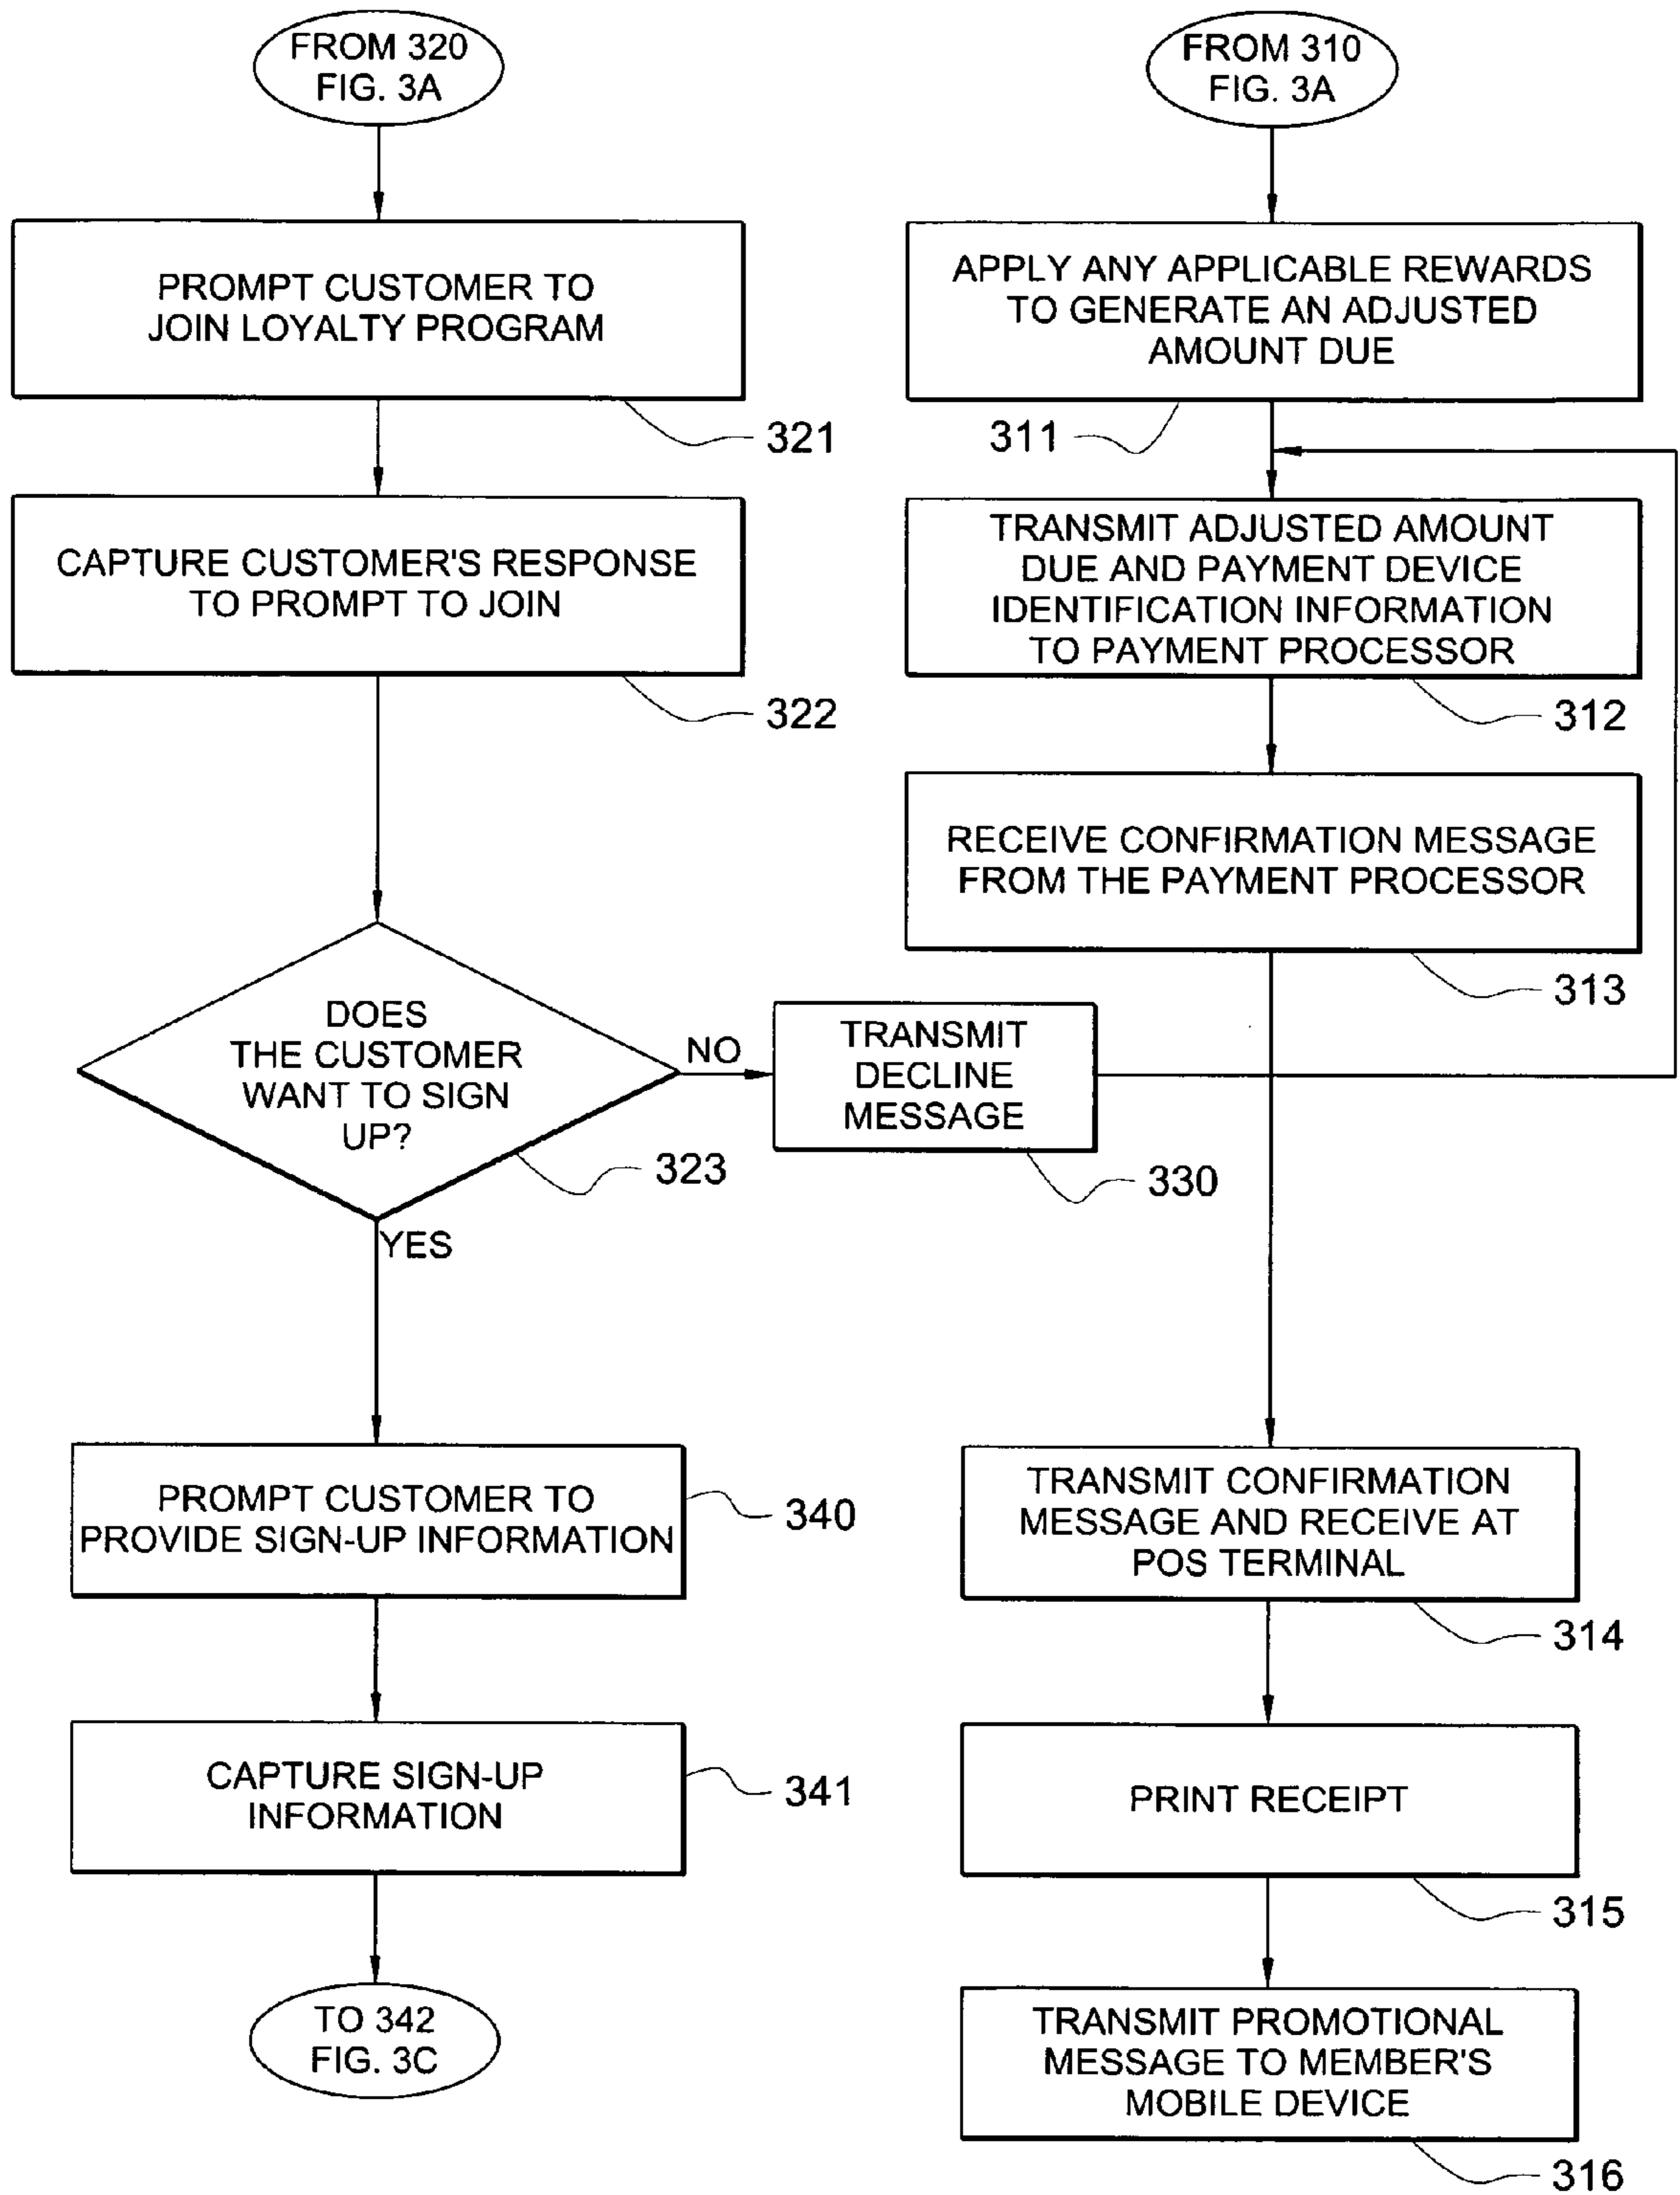 FROM 320
FIG. 3A
PROMPT CUSTOMER TO
JOIN LOYALTY PROGRAM
321
CAPTURE CUSTOMER'S RESPONSE
TO PROMPT TO JOIN
322
DOES
THE CUSTOMER
WANT TO SIGN
UP?
323
NO
TRANSMIT
DECLINE
MESSAGE
330
YES
PROMPT CUSTOMER TO
PROVIDE SIGN-UP INFORMATION
340
CAPTURE SIGN-UP
INFORMATION
341
TO 342
FIG. 3C
FROM 310
FIG. 3A
APPLY ANY APPLICABLE REWARDS
TO GENERATE AN ADJUSTED
AMOUNT DUE
311
TRANSMIT ADJUSTED AMOUNT
DUE AND PAYMENT DEVICE
IDENTIFICATION INFORMATION
TO PAYMENT PROCESSOR
312
RECEIVE CONFIRMATION MESSAGE
FROM THE PAYMENT PROCESSOR
313
TRANSMIT CONFIRMATION
MESSAGE AND RECEIVE AT
POS TERMINAL
314
PRINT RECEIPT
315
TRANSMIT PROMOTIONAL
MESSAGE TO MEMBER'S
MOBILE DEVICE
316